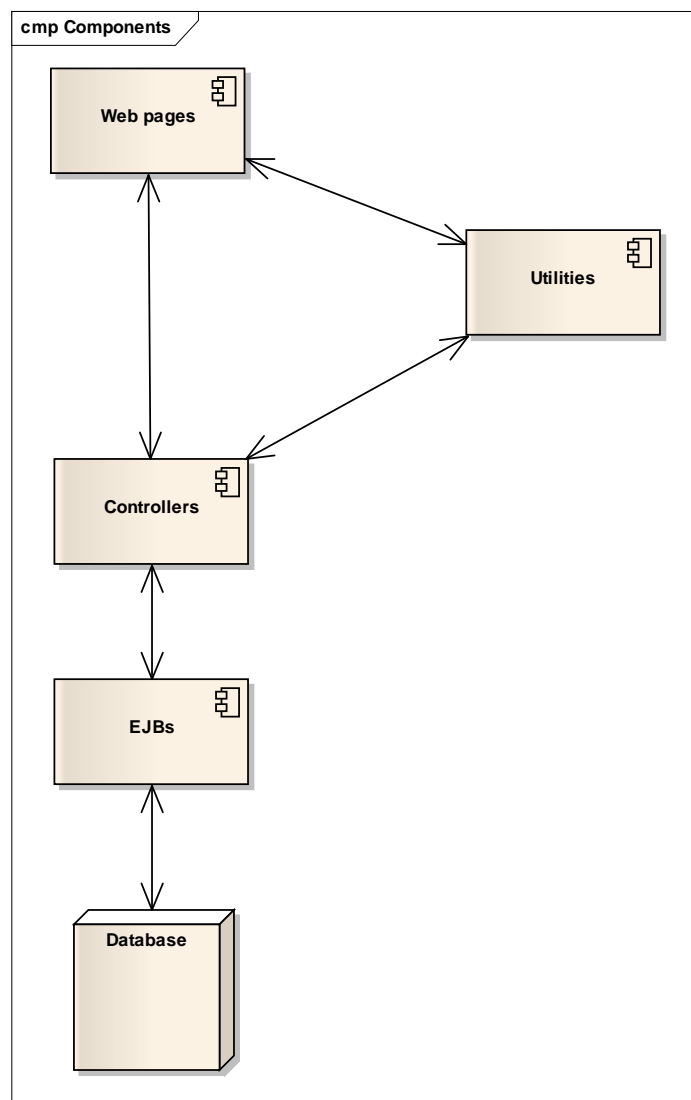 cmp Components
Web pages
Utilities
Controllers
EJBs
Database